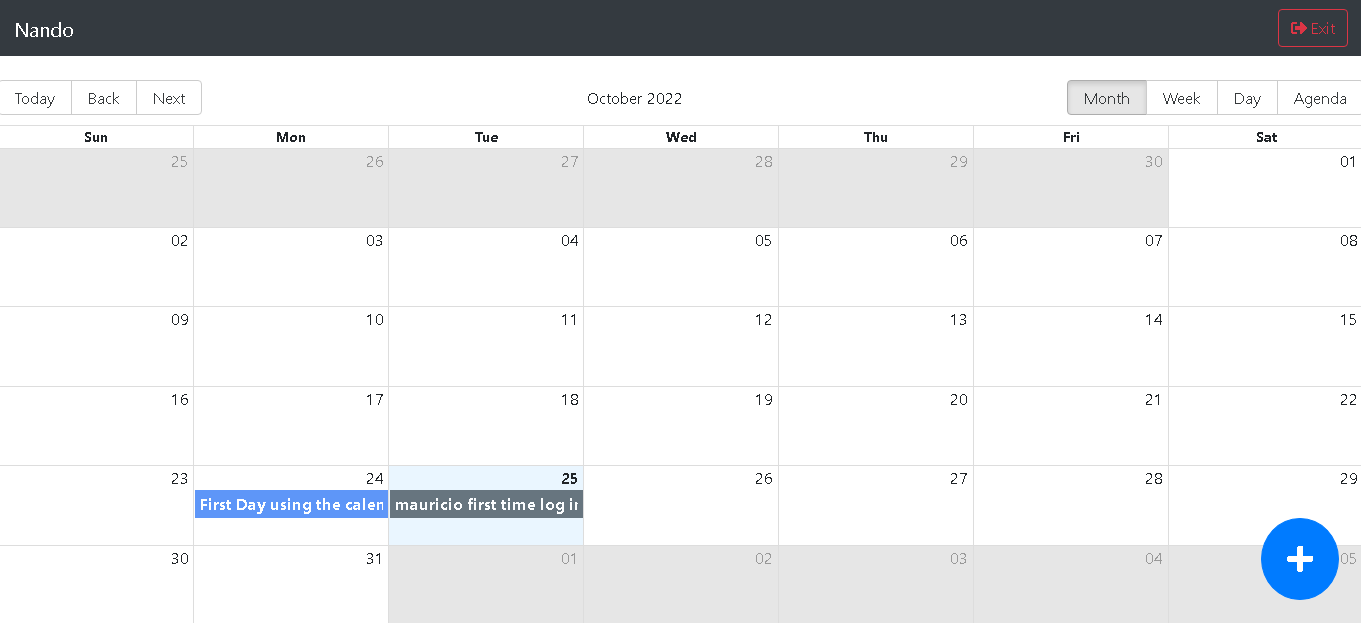 Nando Exit
Today Back Next October 2022 Month Week Day Agenda
Sun Mon Tue Wed Thu Fri Sat
25 26 27 28 29 30 01
02 03 04 05 06 07 08
09 10 11 12 13 14 15
16 17 18 19 20 21 22
23 24 25 26 27 28 29
First Day using the calen mauricio first time log in
30 31 01 02 03 04 05